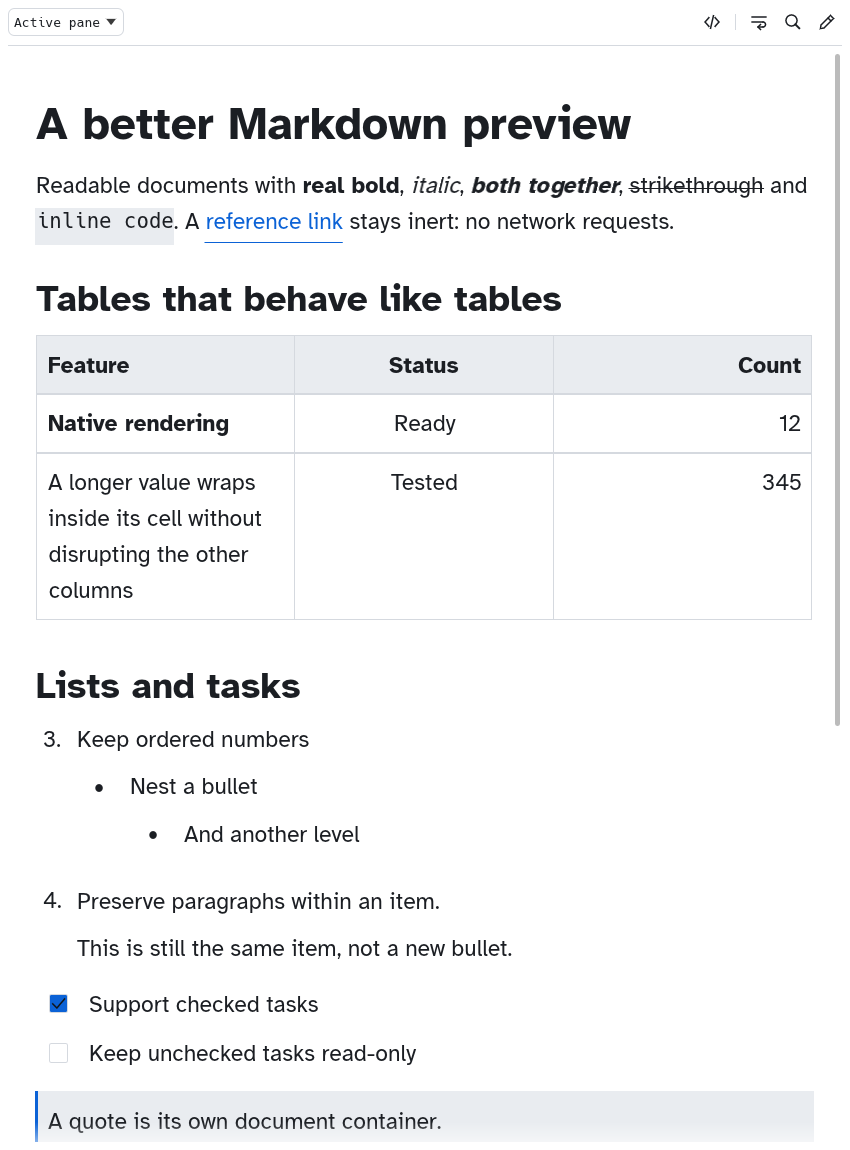 Active pane
A better Markdown preview
Readable documents with real bold, italic, both together, strikethrough and
inline code. A reference link stays inert: no network requests.
Tables that behave like tables
Feature Status Count
Native rendering Ready 12
A longer value wraps Tested 345
inside its cell without
disrupting the other
columns
Lists and tasks
3. Keep ordered numbers
• Nest a bullet
• And another level
4. Preserve paragraphs within an item.
This is still the same item, not a new bullet.
Support checked tasks
Keep unchecked tasks read-only
A quote is its own document container.